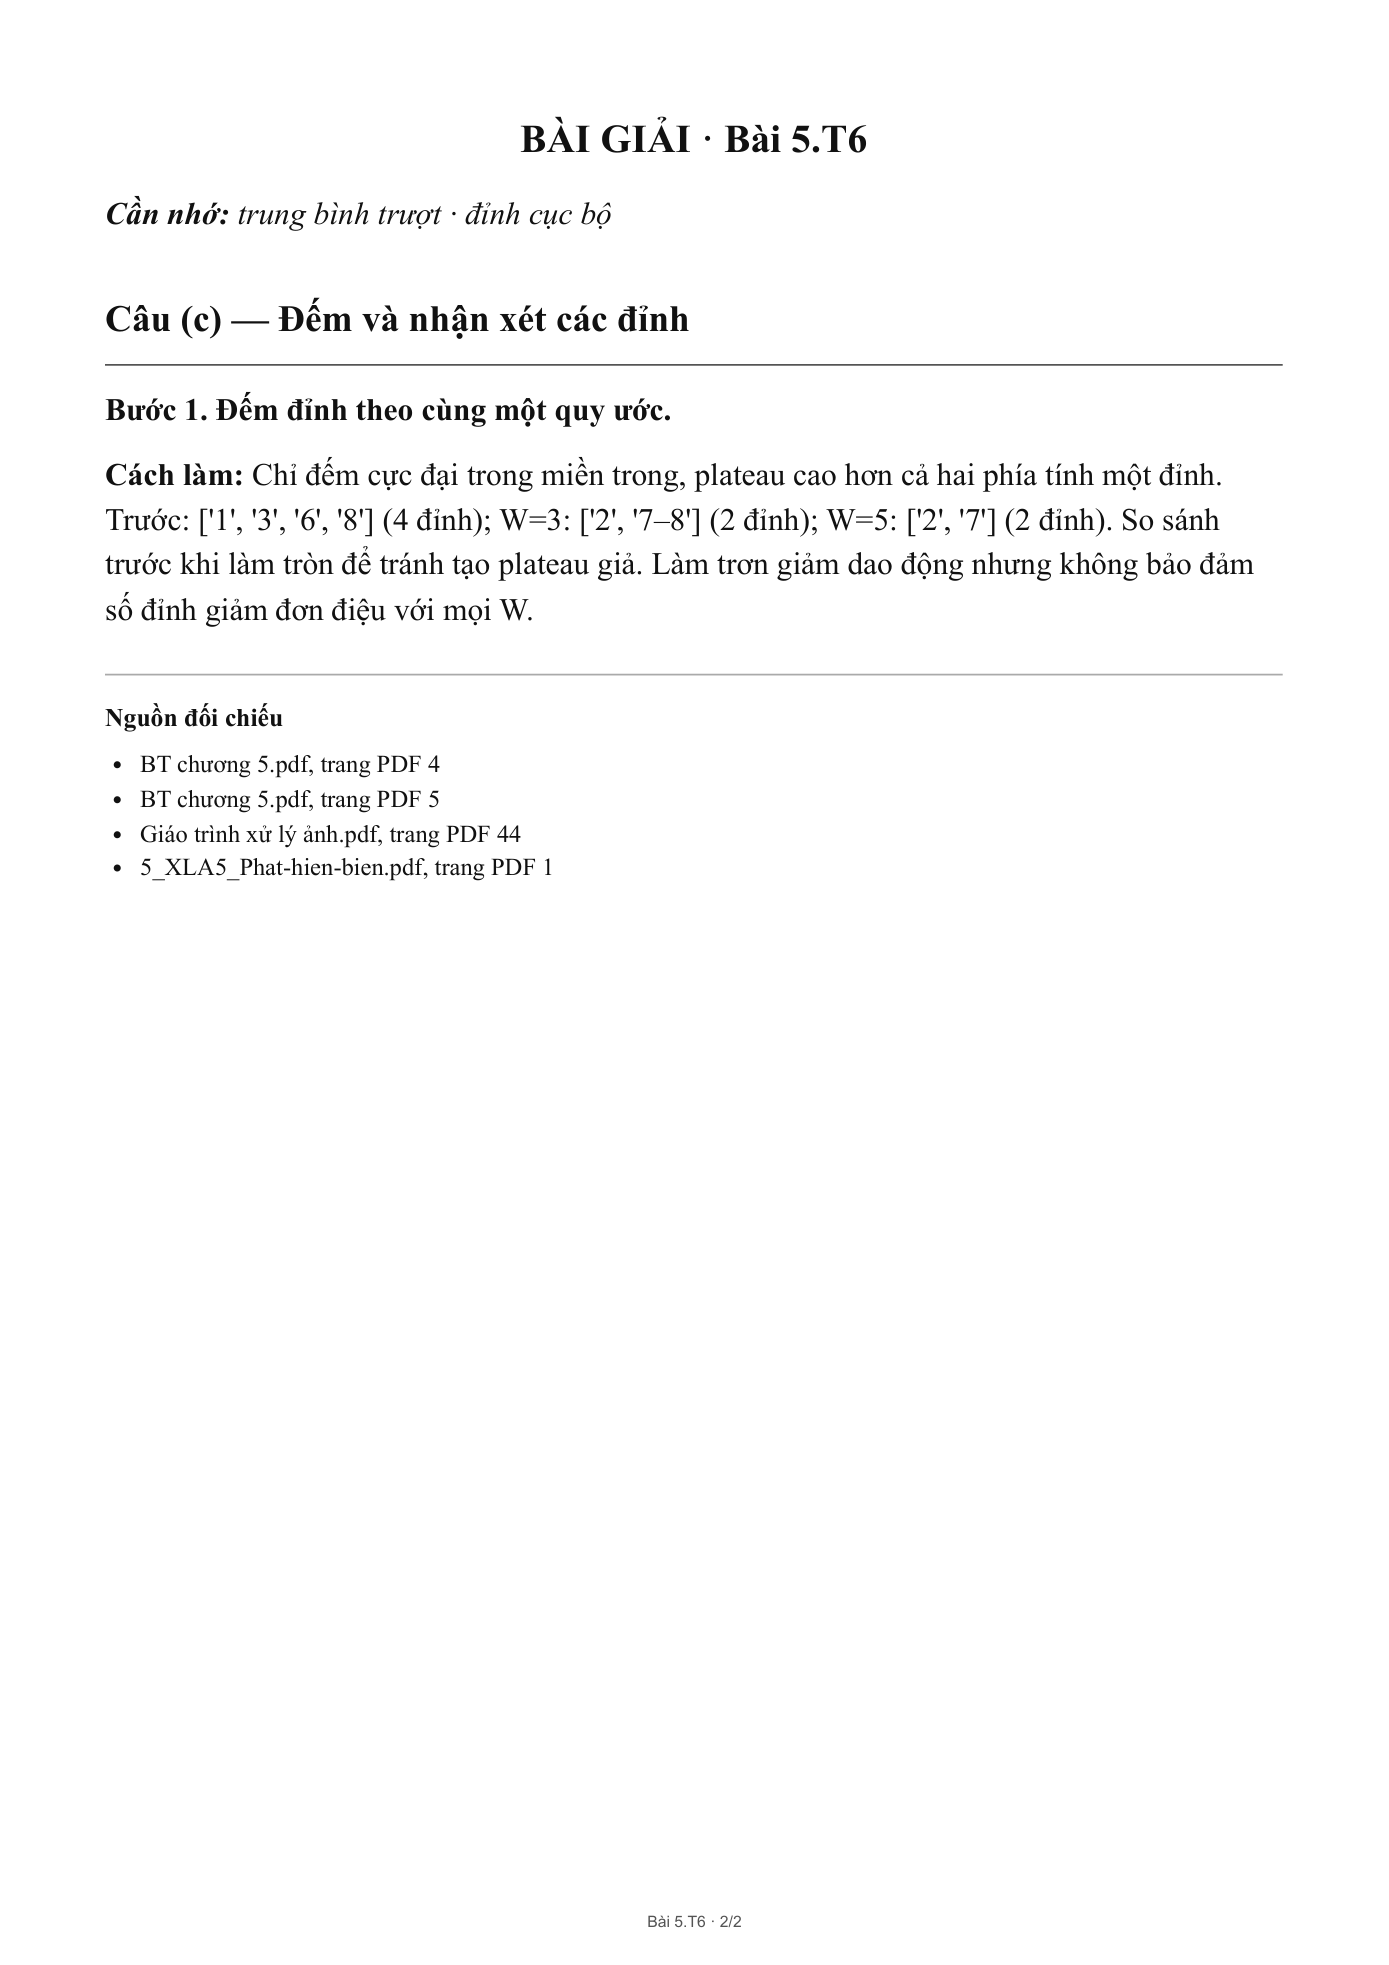 BÀI GIẢI · Bài 5.T6
Cần nhớ: trung bình trượt · đỉnh cục bộ
Câu (c) — Đếm và nhận xét các đỉnh
Bước 1. Đếm đỉnh theo cùng một quy ước.
Cách làm: Chỉ đếm cực đại trong miền trong, plateau cao hơn cả hai phía tính một đỉnh.
Trước: ['1', '3', '6', '8'] (4 đỉnh); W=3: ['2', '7–8'] (2 đỉnh); W=5: ['2', '7'] (2 đỉnh). So sánh
trước khi làm tròn để tránh tạo plateau giả. Làm trơn giảm dao động nhưng không bảo đảm
số đỉnh giảm đơn điệu với mọi W.
Nguồn đối chiếu
• BT chương 5.pdf, trang PDF 4
• BT chương 5.pdf, trang PDF 5
• Giáo trình xử lý ảnh.pdf, trang PDF 44
• 5_XLA5_Phat-hien-bien.pdf, trang PDF 1
Bài 5.T6 · 2/2